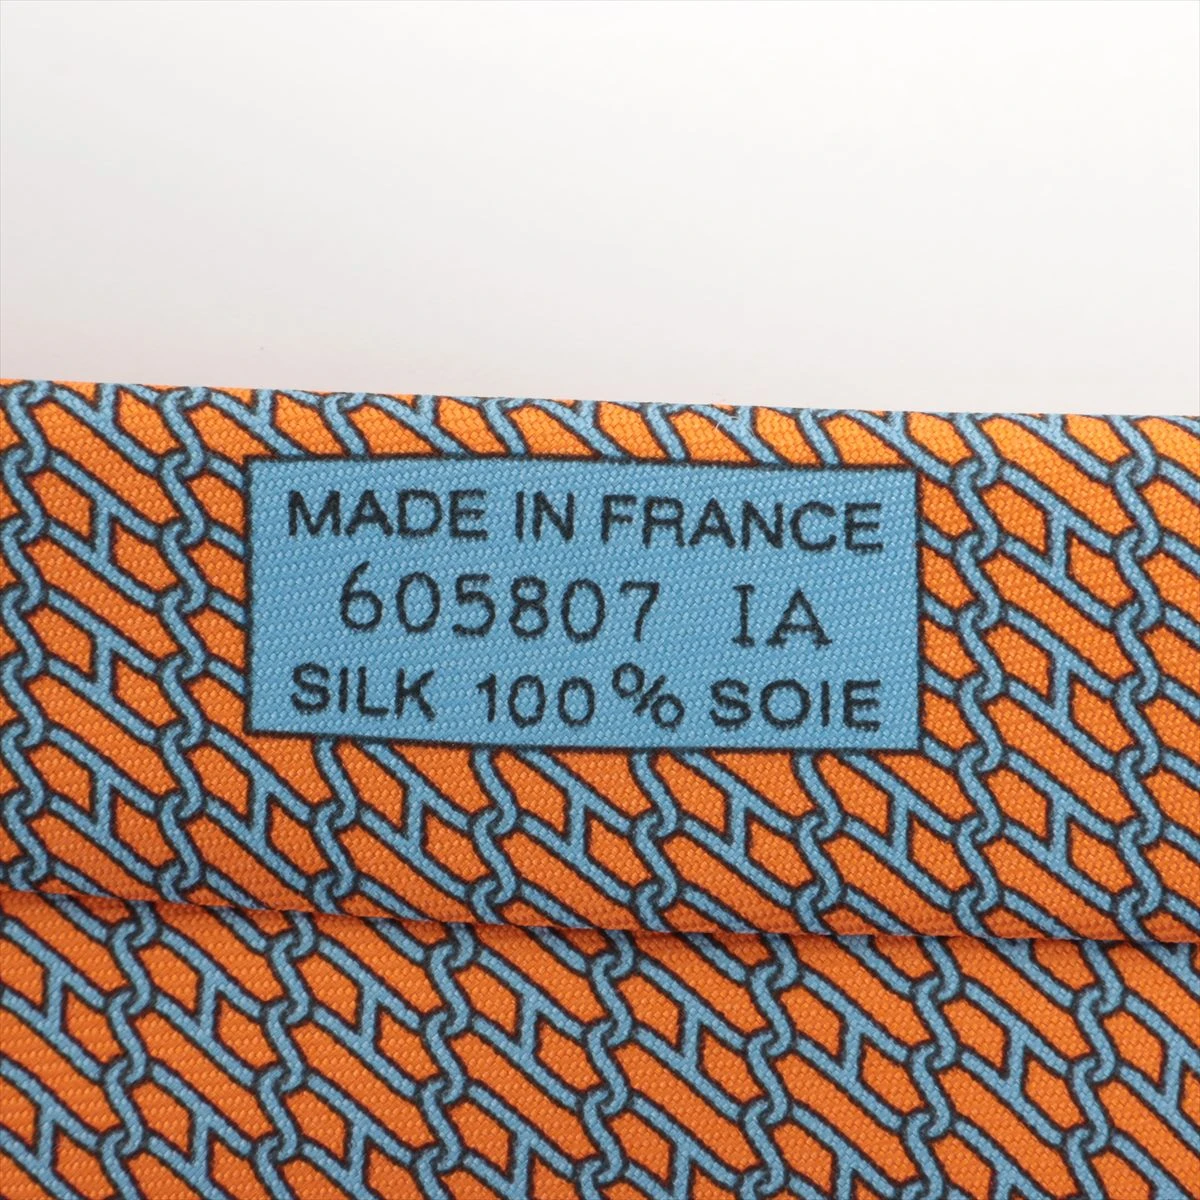 MADE IN FRANCE
605807 IA
SILK 100% SOIE